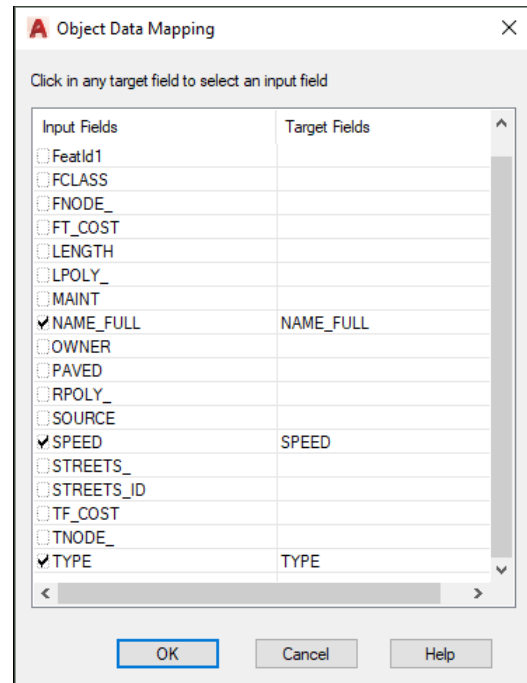 Object Data Mapping
Click in any target field to select an input field
Input Fields Target Fields
FeatId1
FCLASS
FNODE_
FT_COST
LENGTH
LPOLY_
MAINT
NAME_FULL NAME_FULL
OWNER
PAVED
RPOLY_
SOURCE
SPEED SPEED
STREETS_
STREETS_ID
TF_COST
TNODE_
TYPE TYPE
OK Cancel Help